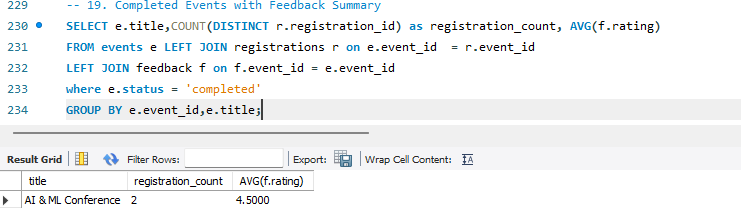 229 -- 19. Completed Events with Feedback Summary
230 SELECT e.title,COUNT(DISTINCT r.registration_id) as registration_count, AVG(f.rating)
231 FROM events e LEFT JOIN registrations r on e.event_id  = r.event_id
232 LEFT JOIN feedback f on f.event_id = e.event_id
233 where e.status = 'completed'
234 GROUP BY e.event_id,e.title;
Result Grid Filter Rows: Export: Wrap Cell Content:
title registration_count AVG(f.rating)
AI & ML Conference 2 4.5000